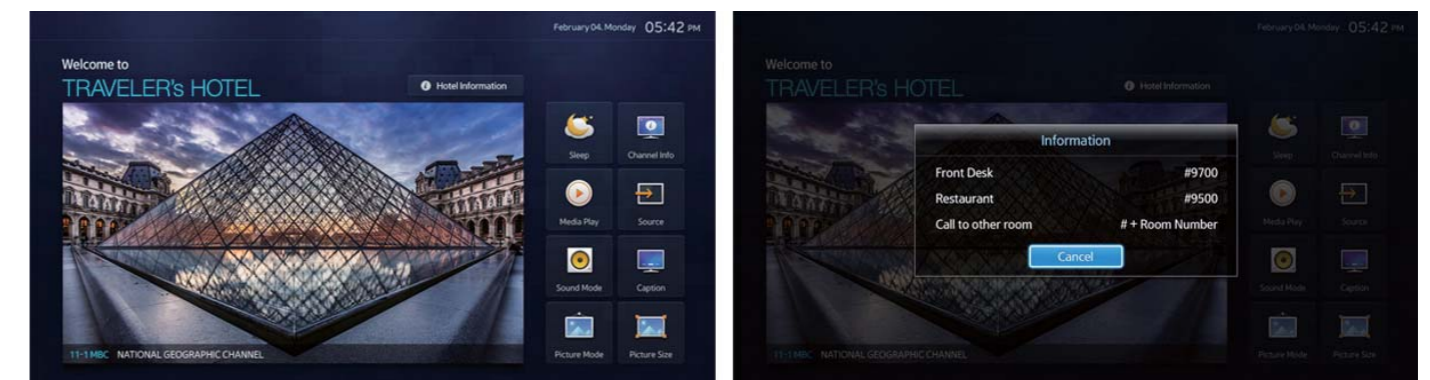 February 04. Monday 05:42 PM
Welcome to
TRAVELER's HOTEL
Hotel Information
Sleep
Channel Info
Media Play
Source
Sound Mode
Caption
Picture Mode
Picture Size
11-1 MBC NATIONAL GEOGRAPHIC CHANNEL
February 04. Monday 05:42 PM
Welcome to
TRAVELER's HOTEL
Hotel Information
Information
Front Desk #9700
Restaurant #9500
Call to other room # + Room Number
Cancel
Sleep
Channel Info
Media Play
Source
Sound Mode
Caption
Picture Mode
Picture Size
11-1 MBC NATIONAL GEOGRAPHIC CHANNEL